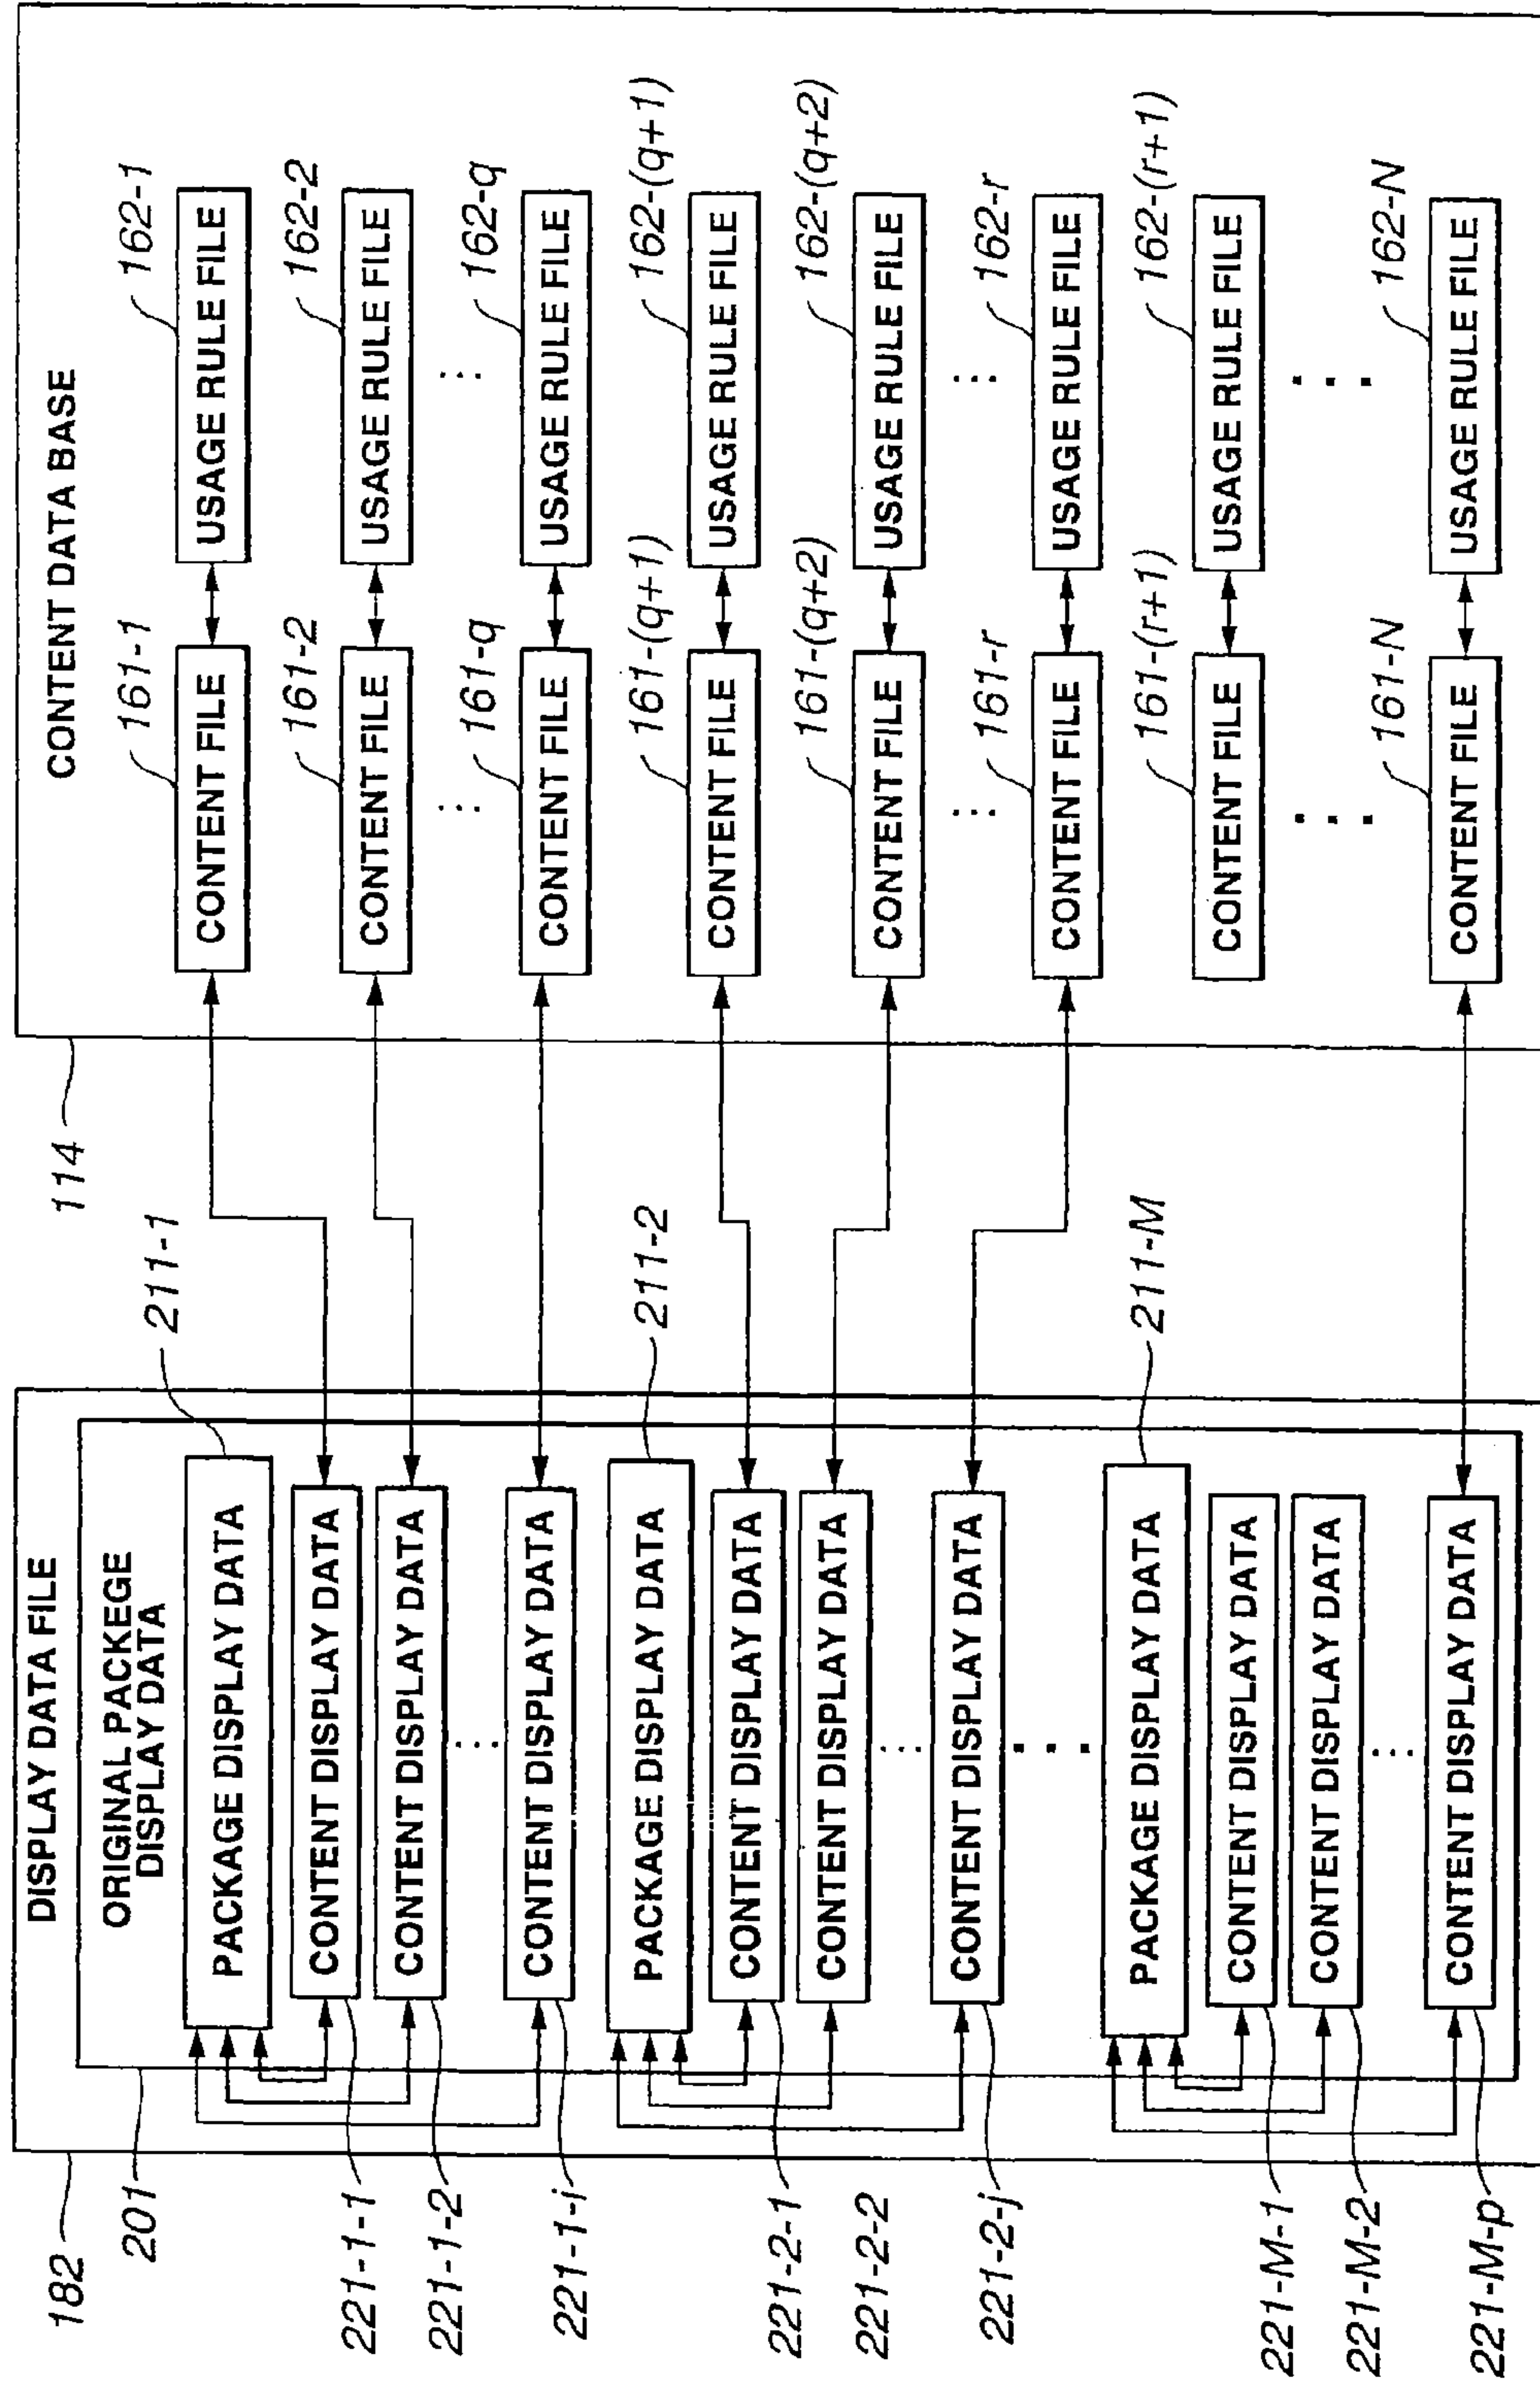 DISPLAY DATA FILE
182
201
ORIGINAL PACKEGE
DISPLAY DATA
PACKAGE DISPLAY DATA
211-1
CONTENT DISPLAY DATA
221-1-1
CONTENT DISPLAY DATA
221-1-2
...
CONTENT DISPLAY DATA
221-1-i
PACKAGE DISPLAY DATA
211-2
CONTENT DISPLAY DATA
221-2-1
CONTENT DISPLAY DATA
221-2-2
...
CONTENT DISPLAY DATA
221-2-j
...
PACKAGE DISPLAY DATA
211-M
CONTENT DISPLAY DATA
221-M-1
CONTENT DISPLAY DATA
221-M-2
...
CONTENT DISPLAY DATA
221-M-p
114
CONTENT DATA BASE
CONTENT FILE
161-1
USAGE RULE FILE
162-1
CONTENT FILE
161-2
USAGE RULE FILE
162-2
...
...
CONTENT FILE
161-q
USAGE RULE FILE
162-q
CONTENT FILE
161-(q+1)
USAGE RULE FILE
162-(q+1)
CONTENT FILE
161-(q+2)
USAGE RULE FILE
162-(q+2)
...
...
CONTENT FILE
161-r
USAGE RULE FILE
162-r
CONTENT FILE
161-(r+1)
USAGE RULE FILE
162-(r+1)
...
...
CONTENT FILE
161-N
USAGE RULE FILE
162-N